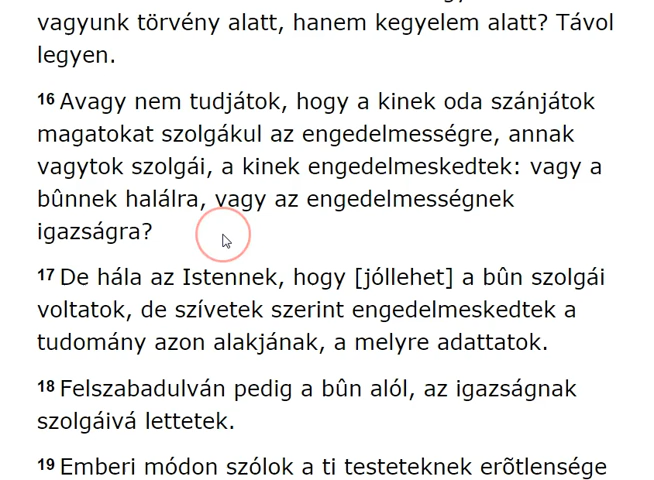 vagyunk törvény alatt, hanem kegyelem alatt? Távol
legyen.
16 Avagy nem tudjátok, hogy a kinek oda szánjátok
magatokat szolgákul az engedelmességre, annak
vagytok szolgái, a kinek engedelmeskedtek: vagy a
bûnnek halálra, vagy az engedelmességnek
igazságra?
17 De hála az Istennek, hogy [jóllehet] a bûn szolgái
voltatok, de szívetek szerint engedelmeskedtek a
tudomány azon alakjának, a melyre adattatok.
18 Felszabadulván pedig a bûn alól, az igazságnak
szolgáivá lettetek.
19 Emberi módon szólok a ti testeteknek erõtlensége